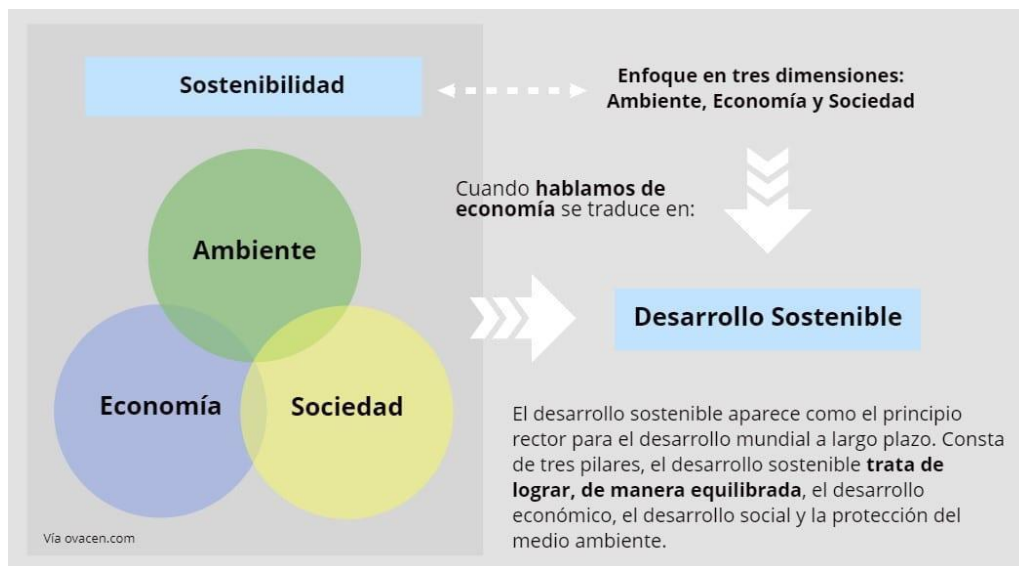 Sostenibilidad
Enfoque en tres dimensiones:
Ambiente, Economía y Sociedad
Cuando hablamos de
economía se traduce en:
Ambiente
Economía
Sociedad
Desarrollo Sostenible
El desarrollo sostenible aparece como el principio
rector para el desarrollo mundial a largo plazo. Consta
de tres pilares, el desarrollo sostenible trata de
lograr, de manera equilibrada, el desarrollo
económico, el desarrollo social y la protección del
medio ambiente.
Vía ovacen.com